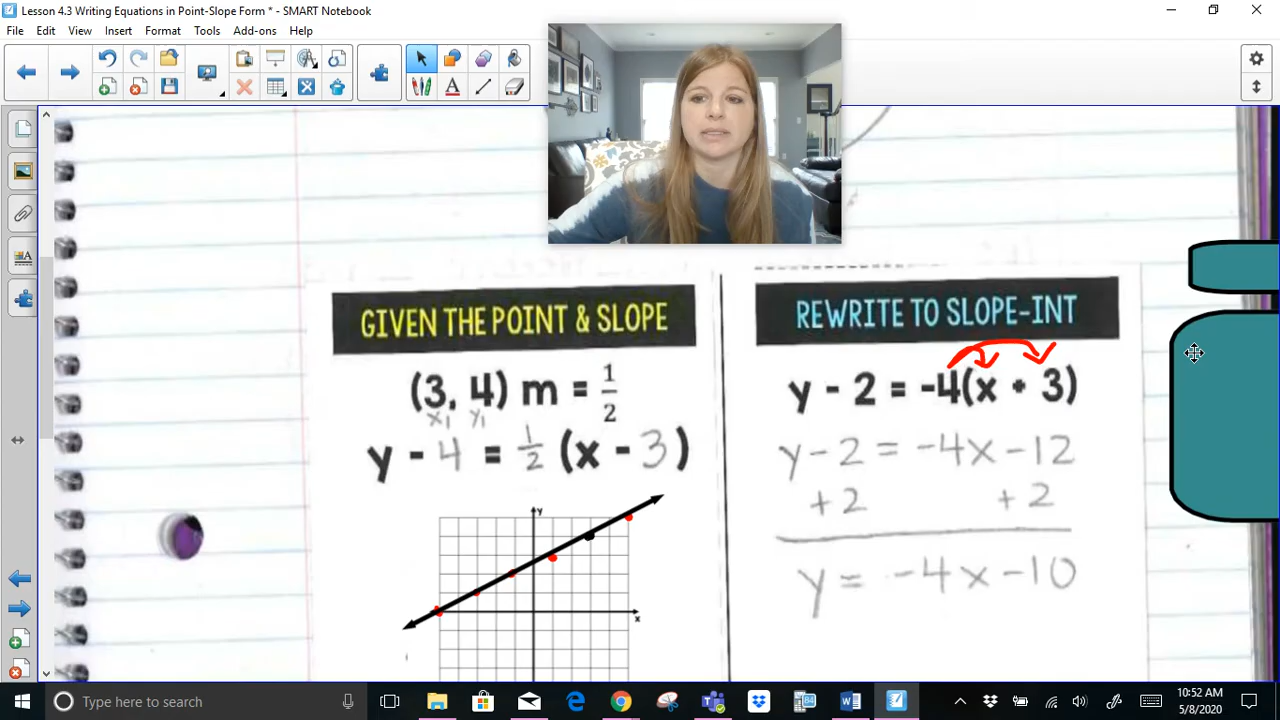 Lesson 4.3 Writing Equations in Point-Slope Form * - SMART Notebook
File Edit View Insert Format Tools Add-ons Help
GIVEN THE POINT & SLOPE
(3, 4) m = 1/2
x₁ y₁
y - 4 = 1/2 (x - 3)
y
x
REWRITE TO SLOPE-INT
y - 2 = -4(x + 3)
y - 2 = -4x - 12
+2 +2
y = -4x - 10
Type here to search
10:52 AM
5/8/2020